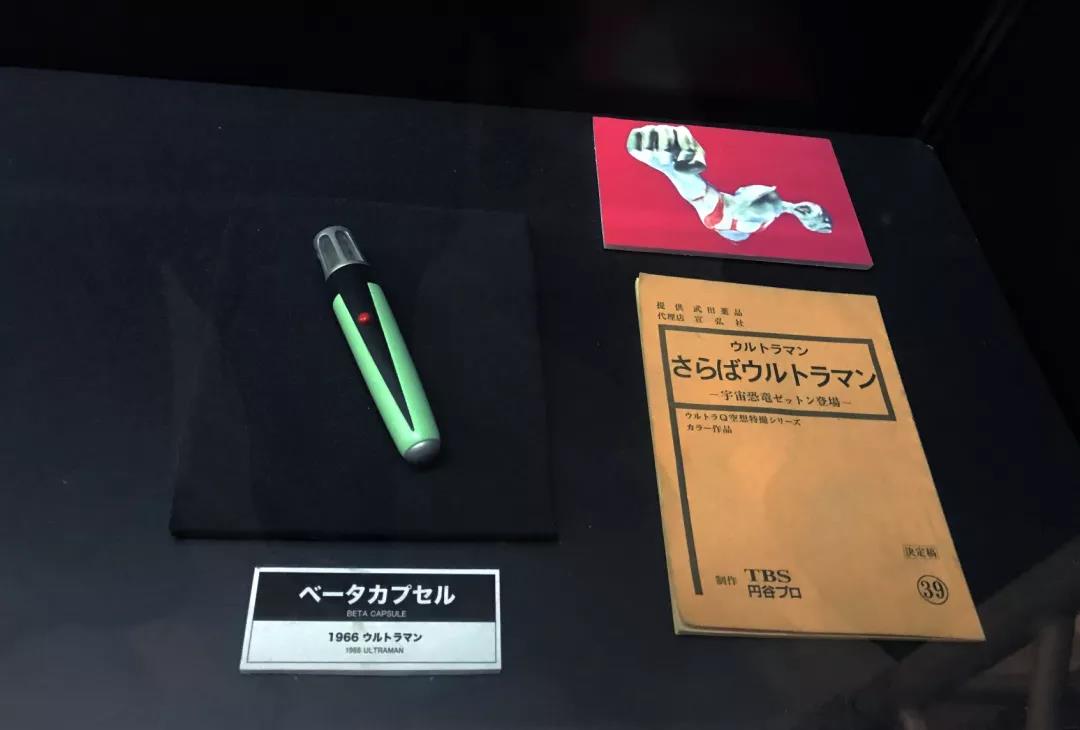 ベータカプセル
BETA CAPSULE
1966 ウルトラマン
1966 ULTRAMAN
提供 武田薬品
代理店 宣弘社
ウルトラマン
さらばウルトラマン
－宇宙恐竜ゼットン登場－
ウルトラQ空想特撮シリーズ
カラー作品
決定稿
制作 TBS
円谷プロ
39